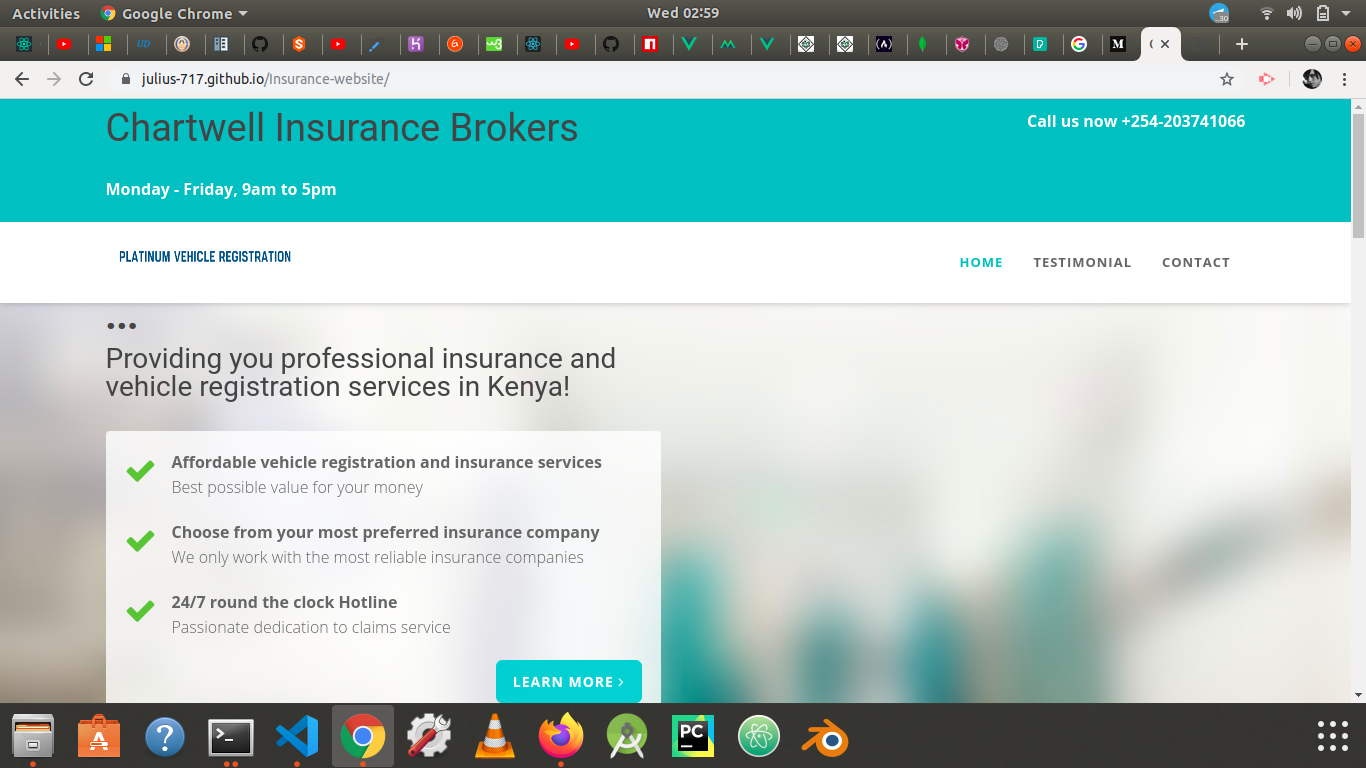 Activities
Google Chrome
Wed 02:59
30
julius-717.github.io/Insurance-website/
Chartwell Insurance Brokers
Call us now +254-203741066
Monday - Friday, 9am to 5pm
PLATINUM VEHICLE REGISTRATION
HOME
TESTIMONIAL
CONTACT
Providing you professional insurance and
vehicle registration services in Kenya!
Affordable vehicle registration and insurance services
Best possible value for your money
Choose from your most preferred insurance company
We only work with the most reliable insurance companies
24/7 round the clock Hotline
Passionate dedication to claims service
LEARN MORE
PC